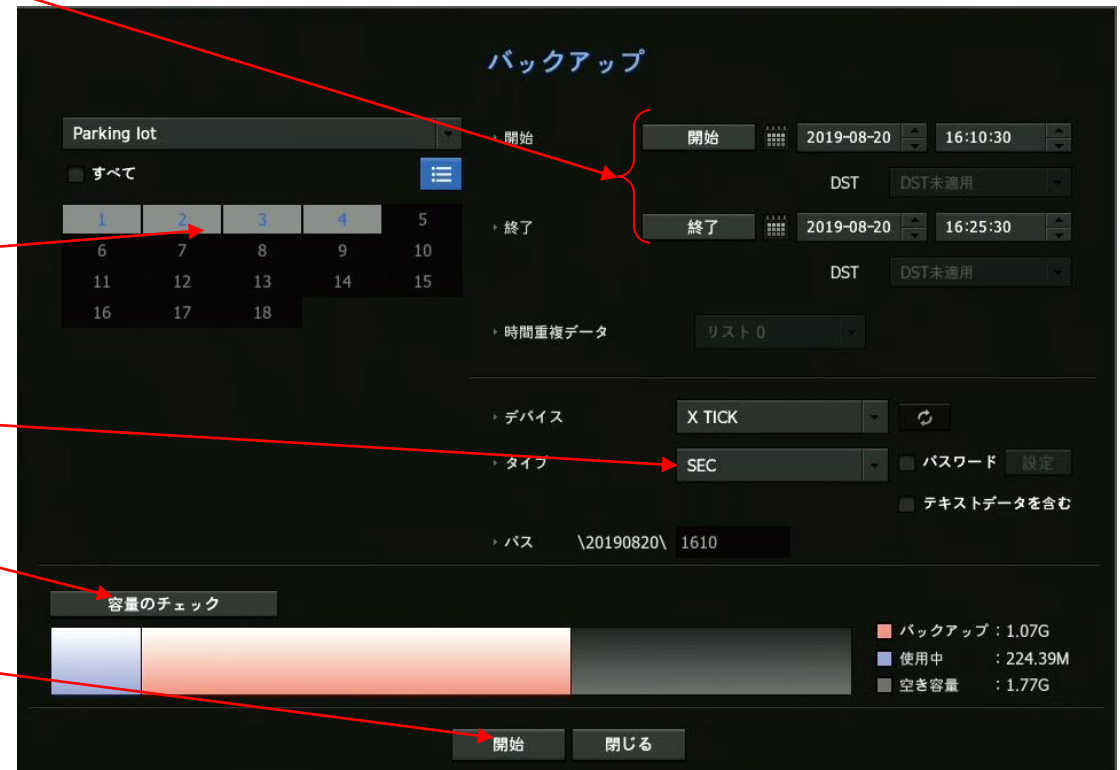 バックアップ
Parking lot
すべて
1 2 3 4 5
6 7 8 9 10
11 12 13 14 15
16 17 18
開始 開始 2019-08-20 16:10:30
DST DST未適用
終了 終了 2019-08-20 16:25:30
DST DST未適用
時間重複データ リスト 0
デバイス X TICK
タイプ SEC パスワード 設定
テキストデータを含む
パス \20190820\ 1610
容量のチェック
バックアップ : 1.07G
使用中 : 224.39M
空き容量 : 1.77G
開始 閉じる